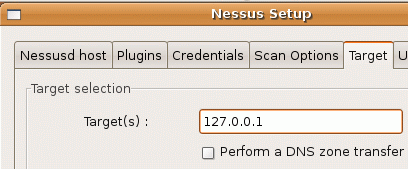 Nessus Setup
Nessusd host Plugins Credentials Scan Options Target U
Target selection
Target(s) : 127.0.0.1
Perform a DNS zone transfer